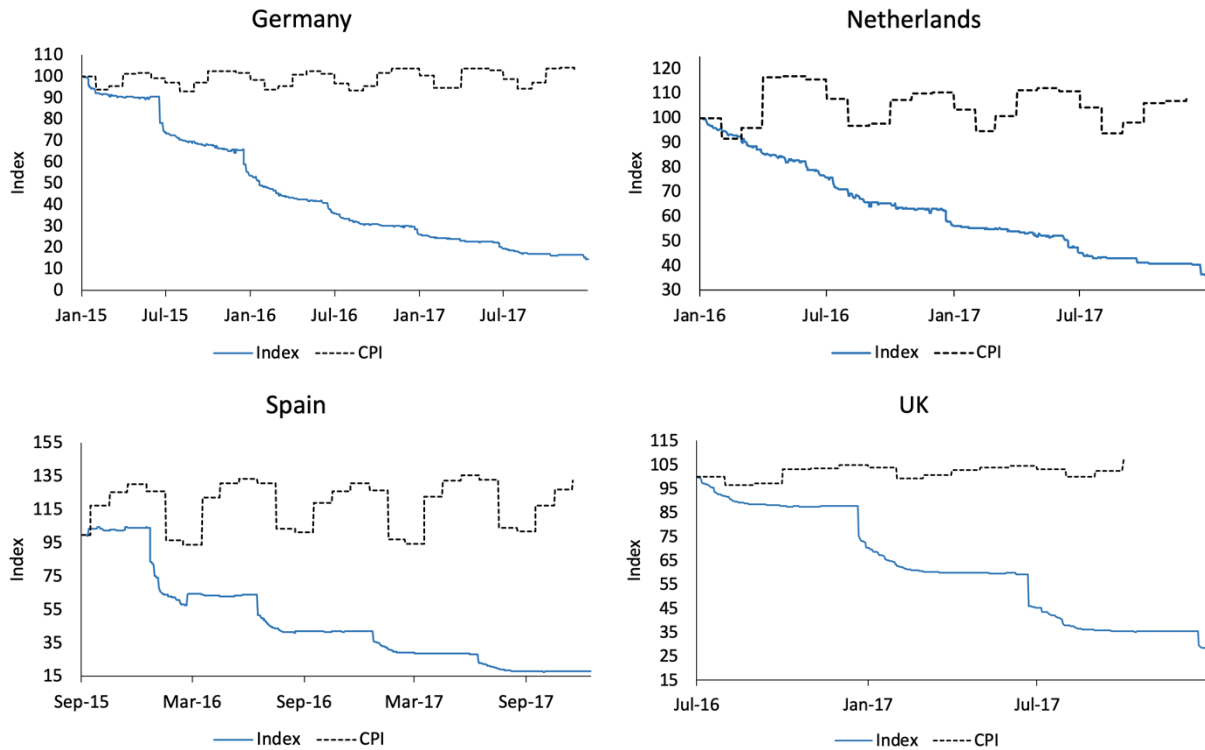 Germany
110
100
90
80
70
60
50
40
30
20
10
0
Index
Jan-15 Jul-15 Jan-16 Jul-16 Jan-17 Jul-17
Index CPI
Netherlands
120
110
100
90
80
70
60
50
40
30
Index
Jan-16 Jul-16 Jan-17 Jul-17
Index CPI
Spain
155
135
115
95
75
55
35
15
Index
Sep-15 Mar-16 Sep-16 Mar-17 Sep-17
Index CPI
UK
115
105
95
85
75
65
55
45
35
25
15
Index
Jul-16 Jan-17 Jul-17
Index CPI